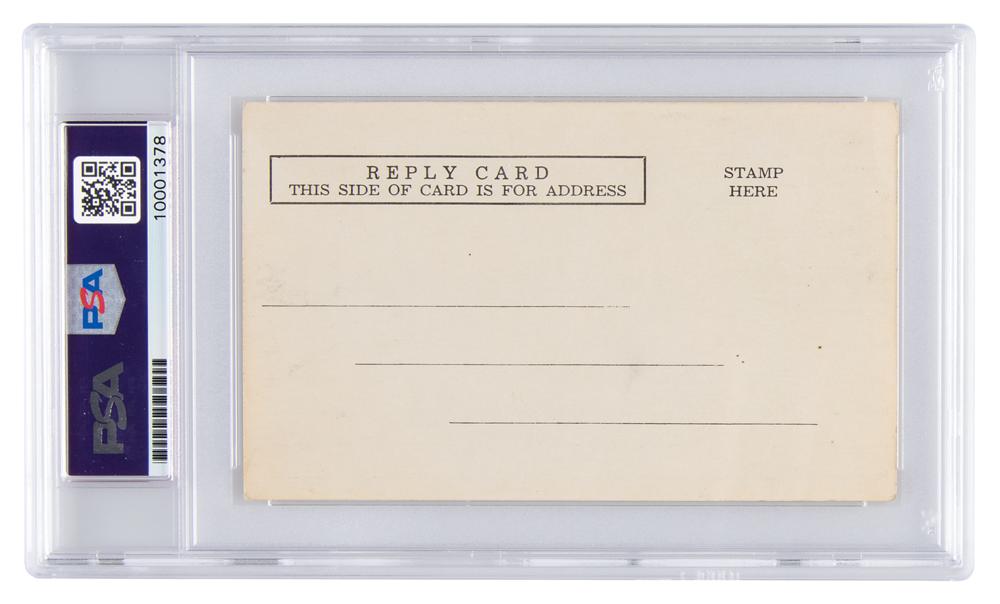 REPLY CARD
THIS SIDE OF CARD IS FOR ADDRESS
STAMP
HERE
10001378
PSA
PSA